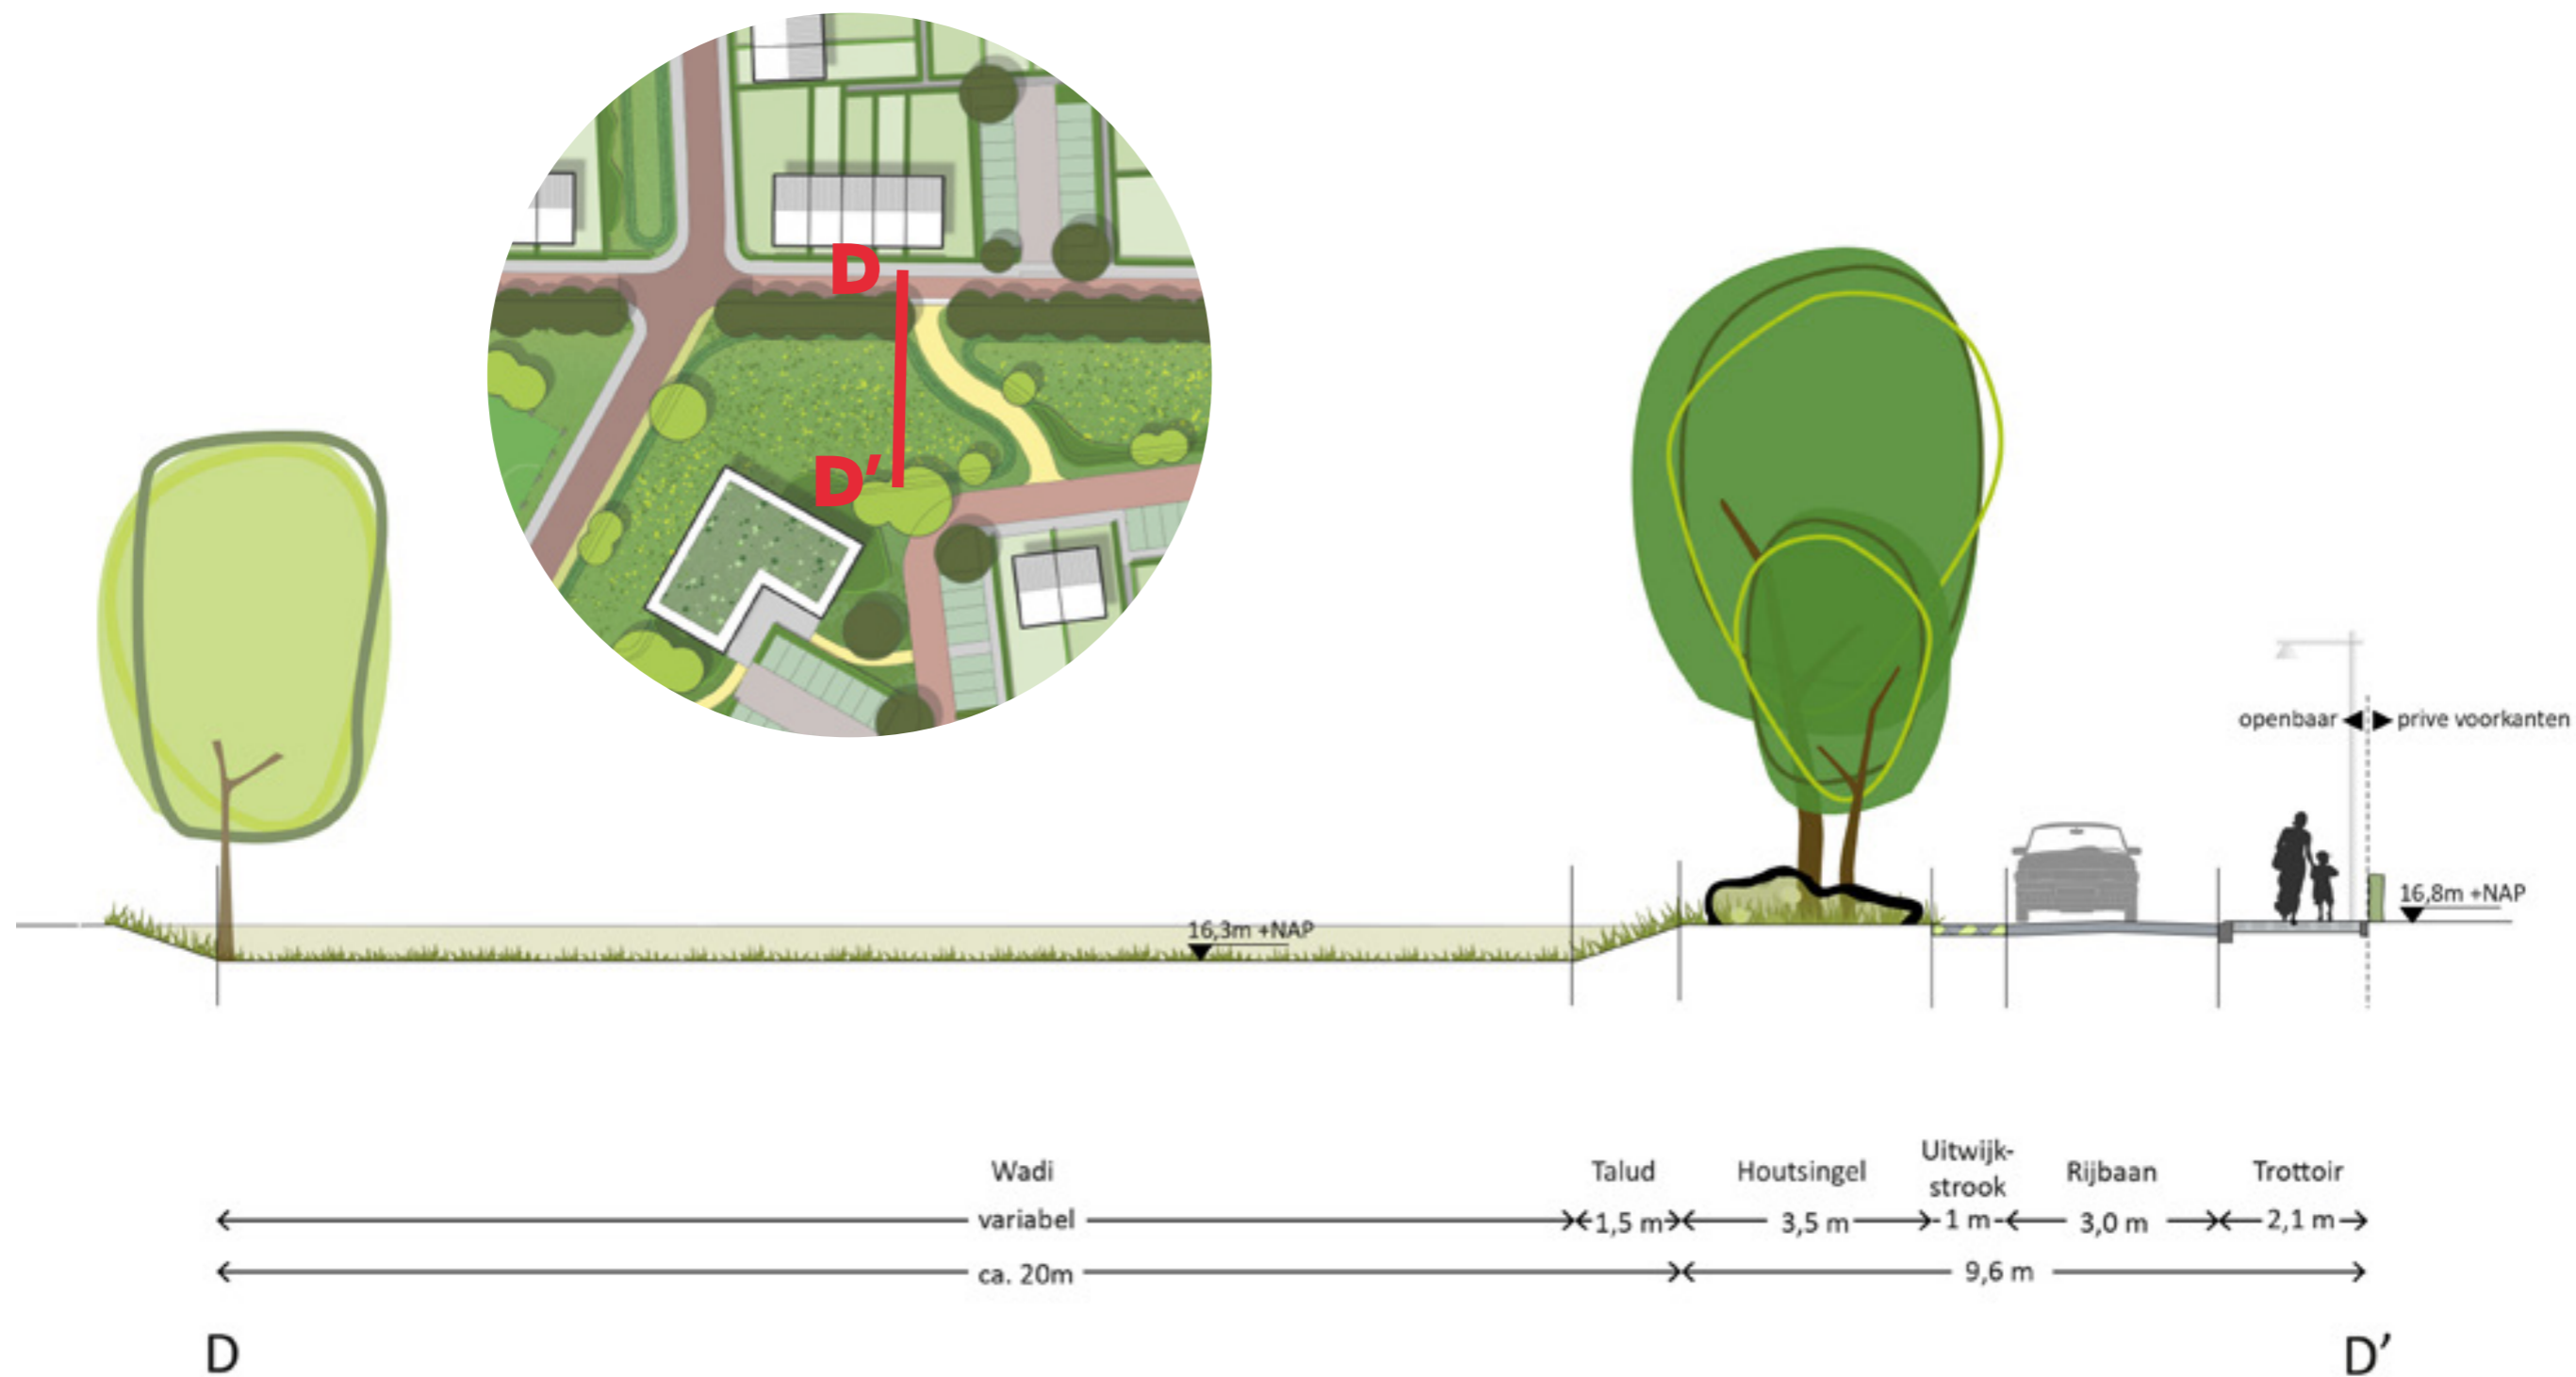 D
D’
openbaar
prive voorkanten
16,8m +NAP
16,3m +NAP
Wadi
Talud
Houtsingel
Uitwijk-
strook
Rijbaan
Trottoir
variabel
1,5 m
3,5 m
1 m
3,0 m
2,1 m
ca. 20m
9,6 m
D
D’